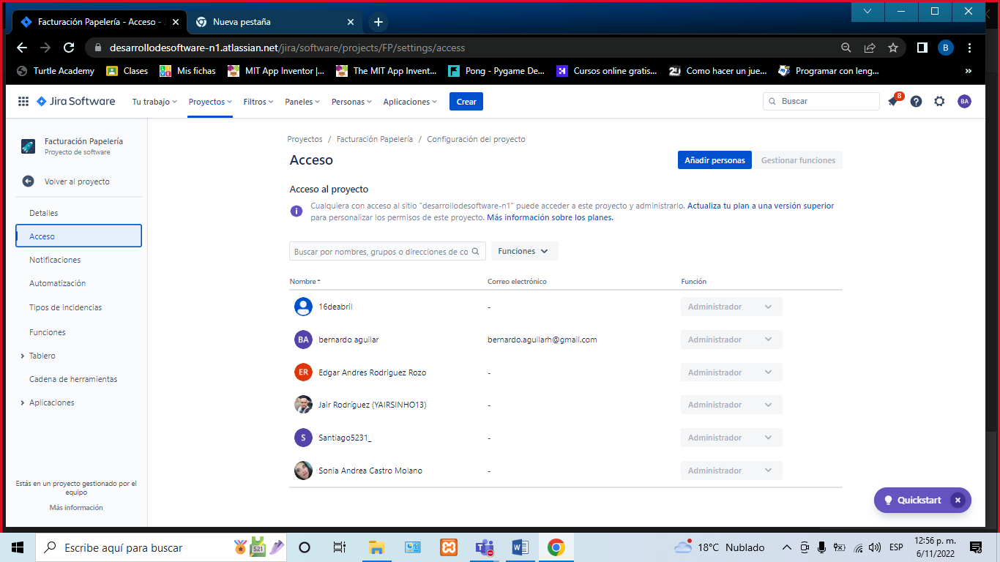 Facturación Papelería - Acceso -
Nueva pestaña
desarrollodesoftware-n1.atlassian.net/jira/software/projects/FP/settings/access
B
Turtle Academy
Clases
LIVE
Mis fichas
MIT App Inventor |...
The MIT App Invent...
Pong - Pygame De...
Cursos online gratis...
Como hacer un jue...
Programar con leng...
»
Jira Software
Tu trabajo
Proyectos
Filtros
Paneles
Personas
Aplicaciones
Crear
Buscar
8
BA
Facturación Papelería
Proyecto de software
Volver al proyecto
Detalles
Acceso
Notificaciones
Automatización
Tipos de incidencias
Funciones
Tablero
Cadena de herramientas
Aplicaciones
Estás en un proyecto gestionado por el
equipo
Más información
Proyectos / Facturación Papelería / Configuración del proyecto
Acceso
Añadir personas
Gestionar funciones
Acceso al proyecto
Cualquiera con acceso al sitio "desarrollodesoftware-n1" puede acceder a este proyecto y administrarlo. Actualiza tu plan a una versión superior
para personalizar los permisos de este proyecto. Más información sobre los planes.
Buscar por nombres, grupos o direcciones de co
Funciones
Nombre Correo electrónico Función
16deabril - Administrador
BA bernardo aguilar bernardo.aguilarh@gmail.com Administrador
ER Edgar Andres Rodriguez Rozo - Administrador
Jair Rodríguez (YAIRSINHO13) - Administrador
S Santiago5231_ - Administrador
Sonia Andrea Castro Molano - Administrador
Quickstart
Escribe aquí para buscar
521
18°C Nublado
ESP
12:56 p. m.
6/11/2022